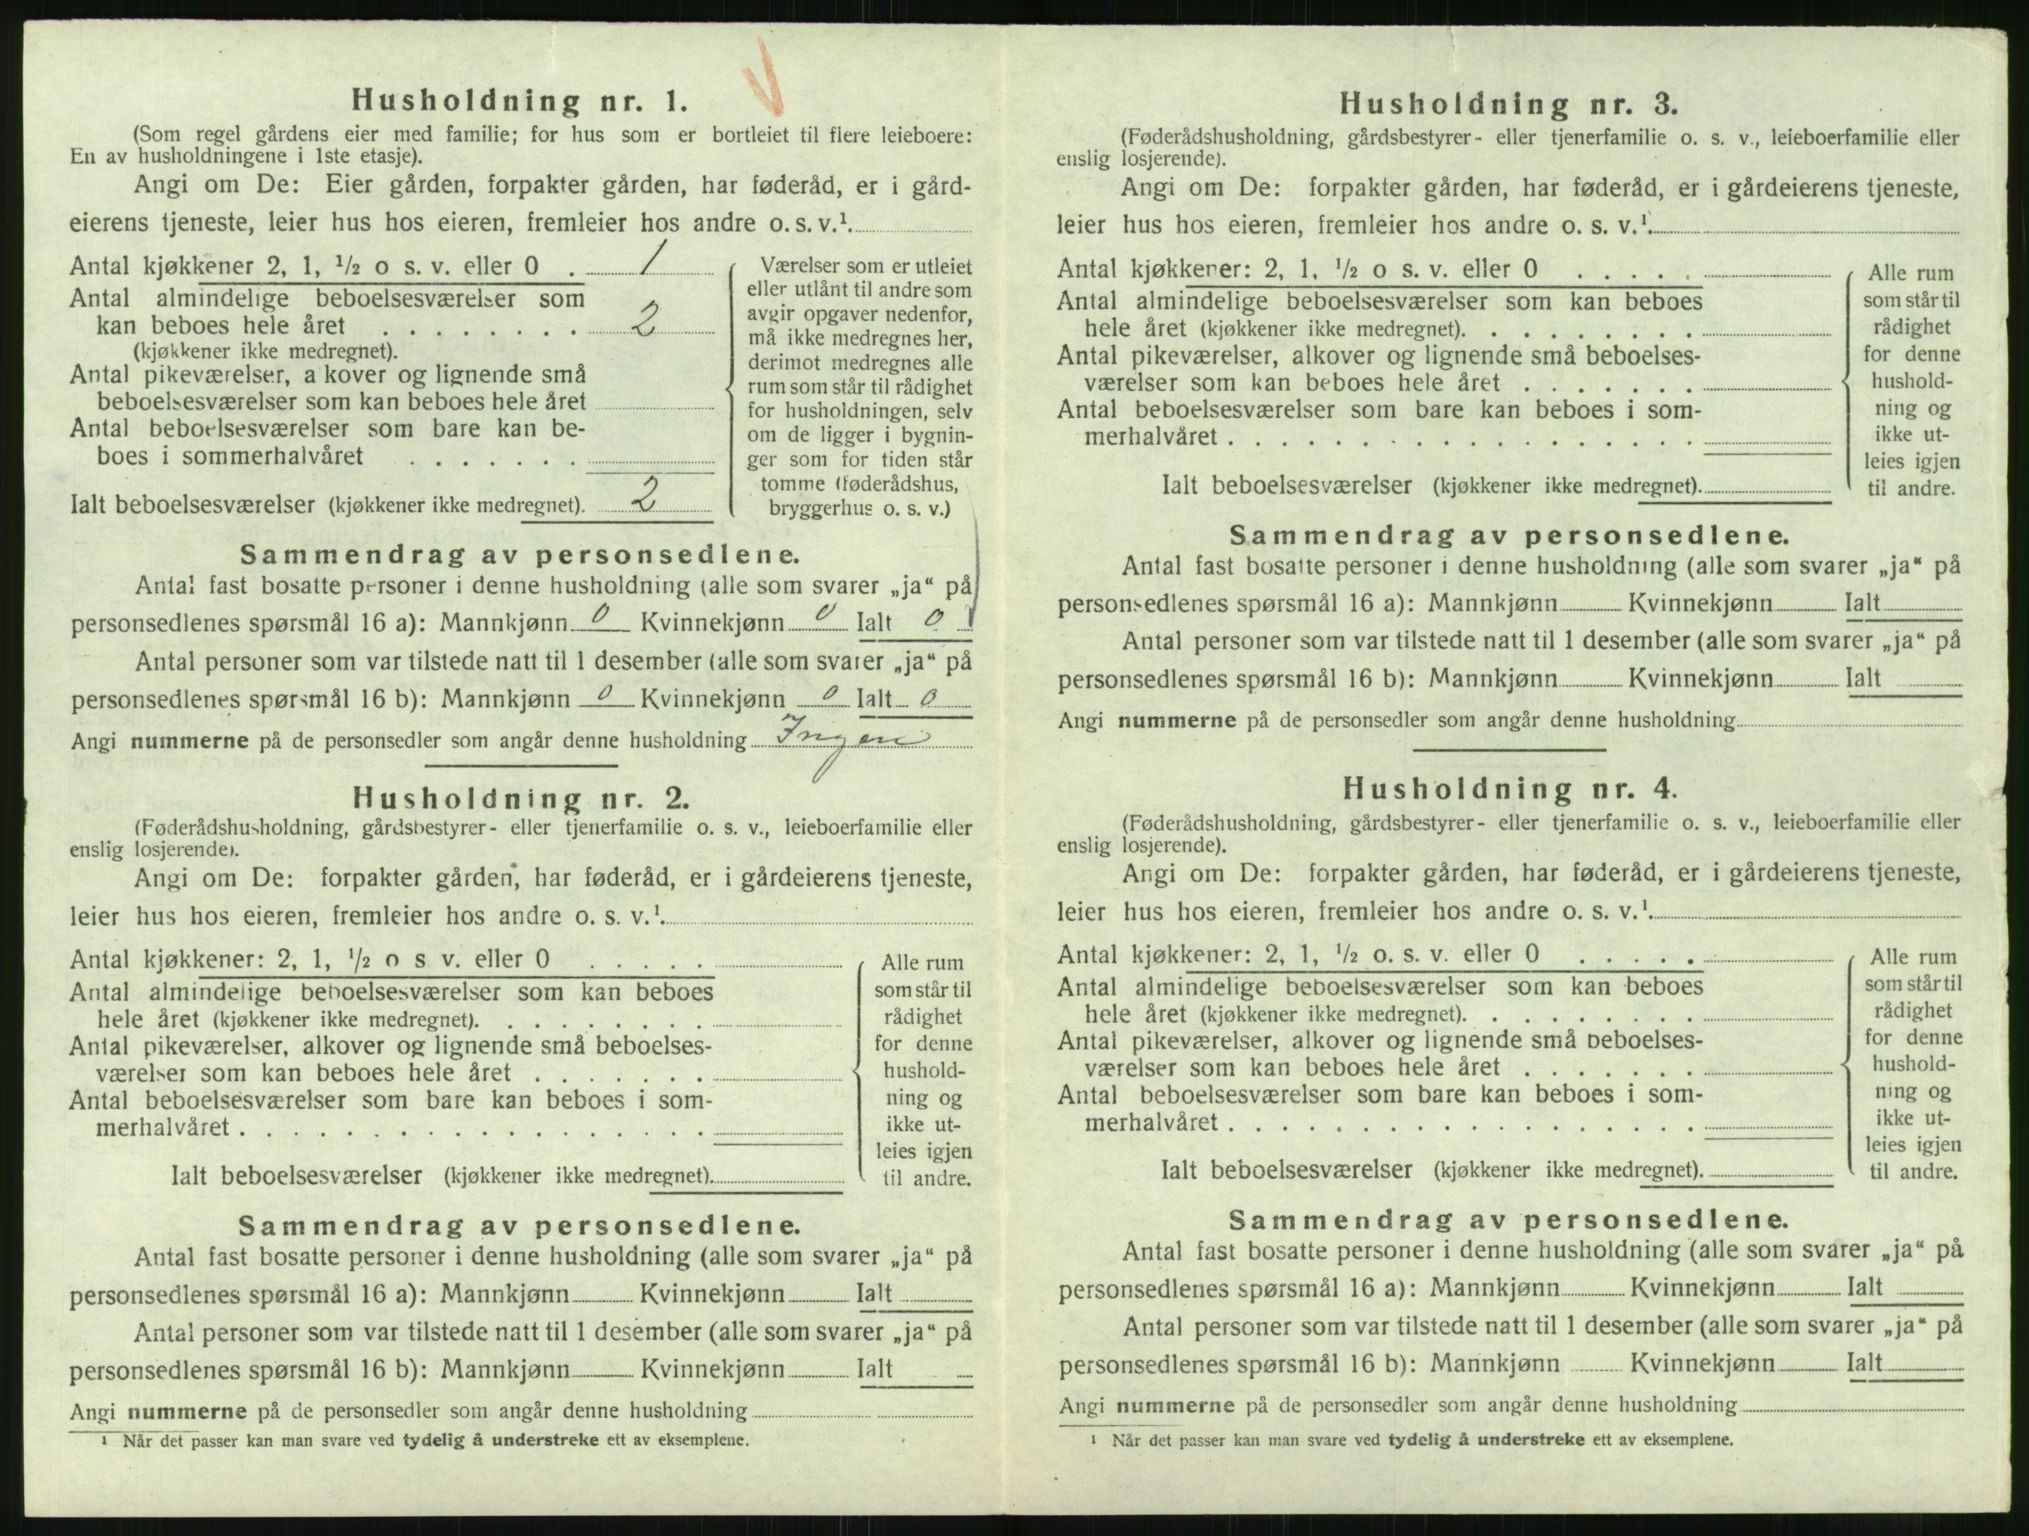 Husholdning nr. 1.
(Som regel gårdens eier med familie; for hus som er bortleiet til flere leieboere:
En av husholdningene i 1ste etasje).
Angi om De: Eier gården, forpakter gården, har føderåd, er i gård-
eierens tjeneste, leier hus hos eieren, fremleier hos andre o. s. v.¹.
Antal kjøkkener 2, 1, ½ o s. v. eller 0 . 1
Antal almindelige beboelsesværelser som
kan beboes hele året . . . . . . . . 2
(kjøkkener ikke medregnet).
Antal pikeværelser, a kover og lignende små
beboelsesværelser som kan beboes hele året
Antal beboelsesværelser som bare kan be-
boes i sommerhalvåret . . . . . . .
Ialt beboelsesværelser (kjøkkener ikke medregnet). 2
Værelser som er utleiet
eller utlånt til andre som
avgir opgaver nedenfor,
må ikke medregnes her,
derimot medregnes alle
rum som står til rådighet
for husholdningen, selv
om de ligger i bygnin-
ger som for tiden står
tomme (føderådshus,
bryggerhus o. s. v.)
Sammendrag av personsedlene.
Antal fast bosatte personer i denne husholdning (alle som svarer „ja“ på
personsedlenes spørsmål 16 a): Mannkjønn 0 Kvinnekjønn 0 Ialt 0
Antal personer som var tilstede natt til 1 desember (alle som svarer „ja“ på
personsedlenes spørsmål 16 b): Mannkjønn 0 Kvinnekjønn 0 Ialt 0
Angi nummerne på de personsedler som angår denne husholdning Ingen
Husholdning nr. 2.
(Føderådshusholdning, gårdsbestyrer- eller tjenerfamilie o. s. v., leieboerfamilie eller
enslig losjerende).
Angi om De: forpakter gården, har føderåd, er i gårdeierens tjeneste,
leier hus hos eieren, fremleier hos andre o. s. v.¹.
Antal kjøkkener: 2, 1, ½ o s v. eller 0 . . . . .
Antal almindelige beboelsesværelser som kan beboes
hele året (kjøkkener ikke medregnet). . . . . . . . .
Antal pikeværelser, alkover og lignende små beboelses-
værelser som kan beboes hele året . . . . . . .
Antal beboelsesværelser som bare kan beboes i som-
merhalvåret . . . . . . . . . . . . . . . . . .
Ialt beboelsesværelser (kjøkkener ikke medregnet).
Alle rum
som står til
rådighet
for denne
hushold-
ning og
ikke ut-
leies igjen
til andre.
Sammendrag av personsedlene.
Antal fast bosatte personer i denne husholdning (alle som svarer „ja“ på
personsedlenes spørsmål 16 a): Mannkjønn Kvinnekjønn Ialt
Antal personer som var tilstede natt til 1 desember (alle som svarer „ja“ på
personsedlenes spørsmål 16 b): Mannkjønn Kvinnekjønn Ialt
Angi nummerne på de personsedler som angår denne husholdning
¹ Når det passer kan man svare ved tydelig å understreke ett av eksemplene.
Husholdning nr. 3.
(Føderådshusholdning, gårdsbestyrer- eller tjenerfamilie o. s. v., leieboerfamilie eller
enslig losjerende).
Angi om De: forpakter gården, har føderåd, er i gårdeierens tjeneste,
leier hus hos eieren, fremleier hos andre o. s. v.¹.
Antal kjøkkener: 2, 1, ½ o s. v. eller 0 . . . . .
Antal almindelige beboelsesværelser som kan beboes
hele året (kjøkkener ikke medregnet). . . . . . . . .
Antal pikeværelser, alkover og lignende små beboelses-
værelser som kan beboes hele året . . . . . . .
Antal beboelsesværelser som bare kan beboes i som-
merhalvåret . . . . . . . . . . . . . . . . . .
Ialt beboelsesværelser (kjøkkener ikke medregnet).
Alle rum
som står til
rådighet
for denne
hushold-
ning og
ikke ut-
leies igjen
til andre.
Sammendrag av personsedlene.
Antal fast bosatte personer i denne husholdning (alle som svarer „ja“ på
personsedlenes spørsmål 16 a): Mannkjønn Kvinnekjønn Ialt
Antal personer som var tilstede natt til 1 desember (alle som svarer „ja“ på
personsedlenes spørsmål 16 b): Mannkjønn Kvinnekjønn Ialt
Angi nummerne på de personsedler som angår denne husholdning
Husholdning nr. 4.
(Føderådshusholdning, gårdsbestyrer- eller tjenerfamilie o. s. v., leieboerfamilie eller
enslig losjerende).
Angi om De: forpakter gården, har føderåd, er i gårdeierens tjeneste,
leier hus hos eieren, fremleier hos andre o. s. v.¹.
Antal kjøkkener: 2, 1, ½ o. s. v. eller 0 . . . . .
Antal almindelige beboelsesværelser som kan beboes
hele året (kjøkkener ikke medregnet). . . . . . . . .
Antal pikeværelser, alkover og lignende små beboelses-
værelser som kan beboes hele året . . . . . . .
Antal beboelsesværelser som bare kan beboes i som-
merhalvåret . . . . . . . . . . . . . . . . . .
Ialt beboelsesværelser (kjøkkener ikke medregnet).
Alle rum
som står til
rådighet
for denne
hushold-
ning og
ikke ut-
leies igjen
til andre.
Sammendrag av personsedlene.
Antal fast bosatte personer i denne husholdning (alle som svarer „ja“ på
personsedlenes spørsmål 16 a): Mannkjønn Kvinnekjønn Ialt
Antal personer som var tilstede natt til 1 desember (alle som svarer „ja“ på
personsedlenes spørsmål 16 b): Mannkjønn Kvinnekjønn Ialt
Angi nummerne på de personsedler som angår denne husholdning
¹ Når det passer kan man svare ved tydelig å understreke ett av eksemplene.